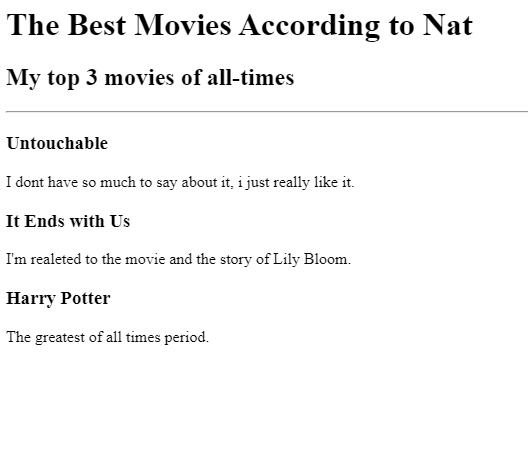 The Best Movies According to Nat
My top 3 movies of all-times
Untouchable
I dont have so much to say about it, i just really like it.
It Ends with Us
I'm realeted to the movie and the story of Lily Bloom.
Harry Potter
The greatest of all times period.